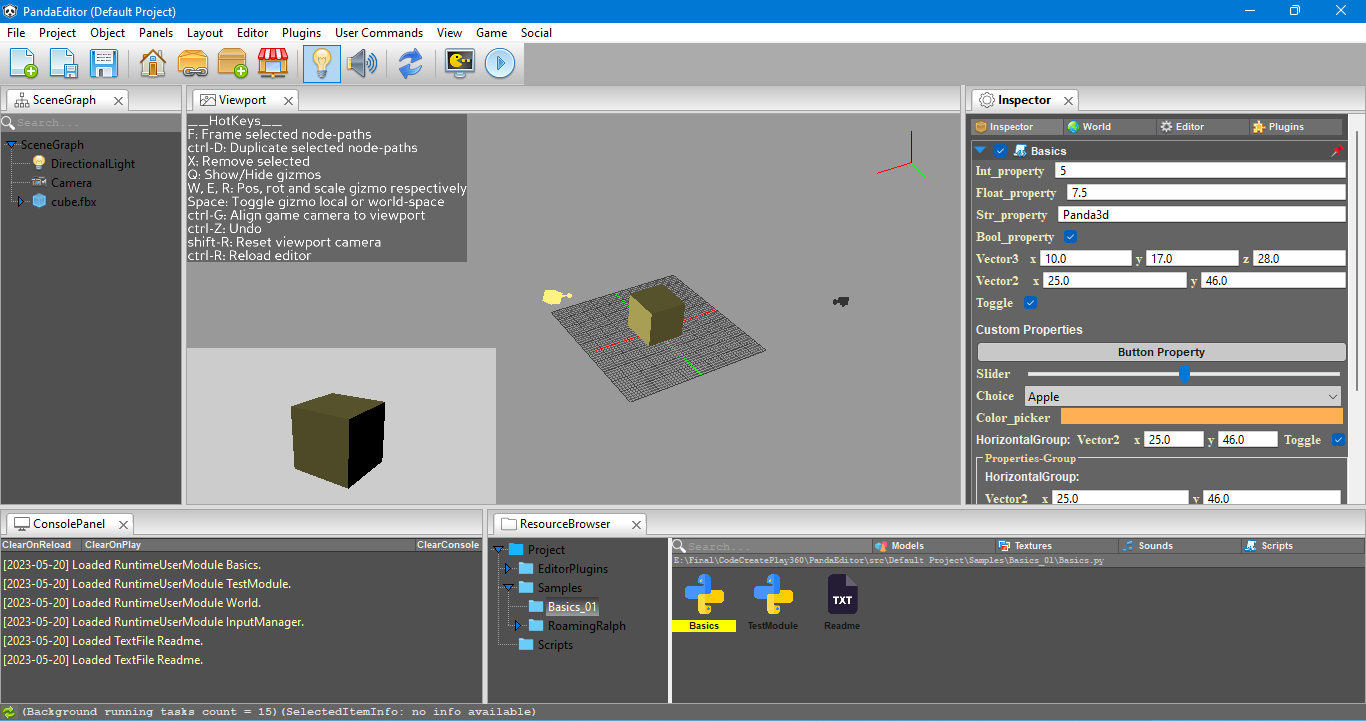 PandaEditor (Default Project)
File Project Object Panels Layout Editor Plugins User Commands View Game Social
SceneGraph
Search...
SceneGraph
DirectionalLight
Camera
cube.fbx
Viewport
__HotKeys__
F: Frame selected node-paths
ctrl-D: Duplicate selected node-paths
X: Remove selected
Q: Show/Hide gizmos
W, E, R: Pos, rot and scale gizmo respectively
Space: Toggle gizmo local or world-space
ctrl-G: Align game camera to viewport
ctrl-Z: Undo
shift-R: Reset viewport camera
ctrl-R: Reload editor
Inspector
Inspector World Editor Plugins
Basics
Int_property 5
Float_property 7.5
Str_property Panda3d
Bool_property
Vector3 x 10.0 y 17.0 z 28.0
Vector2 x 25.0 y 46.0
Toggle
Custom Properties
Button Property
Slider
Choice Apple
Color_picker
HorizontalGroup: Vector2 x 25.0 y 46.0 Toggle
Properties-Group
HorizontalGroup:
Vector2 x 25.0 y 46.0
ConsolePanel
ClearOnReload ClearOnPlay ClearConsole
[2023-05-20] Loaded RuntimeUserModule Basics.
[2023-05-20] Loaded RuntimeUserModule TestModule.
[2023-05-20] Loaded RuntimeUserModule World.
[2023-05-20] Loaded RuntimeUserModule InputManager.
[2023-05-20] Loaded TextFile Readme.
[2023-05-20] Loaded TextFile Readme.
ResourceBrowser
Project
EditorPlugins
Samples
Basics_01
RoamingRalph
Scripts
Search... Models Textures Sounds Scripts
E:\Final\CodeCreatePlay360\PandaEditor\src\Default Project\Samples\Basics_01\Basics.py
TXT
Basics TestModule Readme
(Background running tasks count = 15)(SelectedItemInfo: no info available)